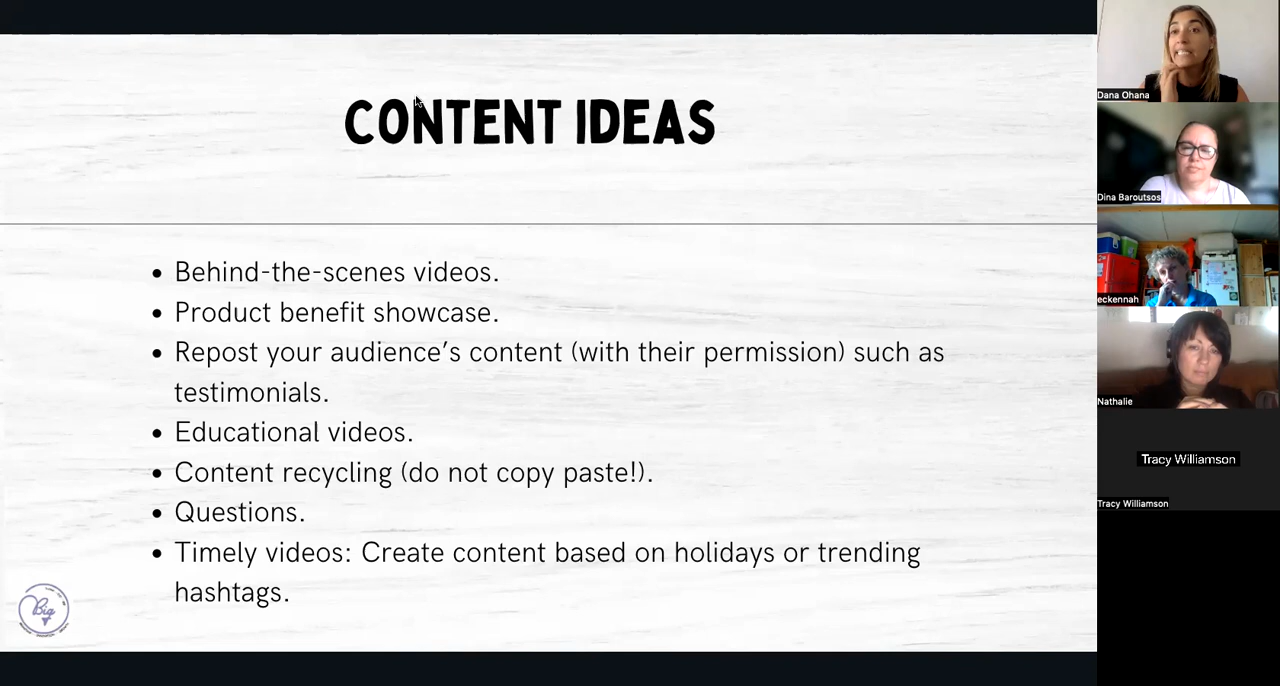 CONTENT IDEAS
Behind-the-scenes videos.
Product benefit showcase.
Repost your audience's content (with their permission) such as
testimonials.
Educational videos.
Content recycling (do not copy paste!).
Questions.
Timely videos: Create content based on holidays or trending
hashtags.
Big
Dana Ohana
Dina Baroutsos
eckennah
Nathalie
Tracy Williamson
Tracy Williamson